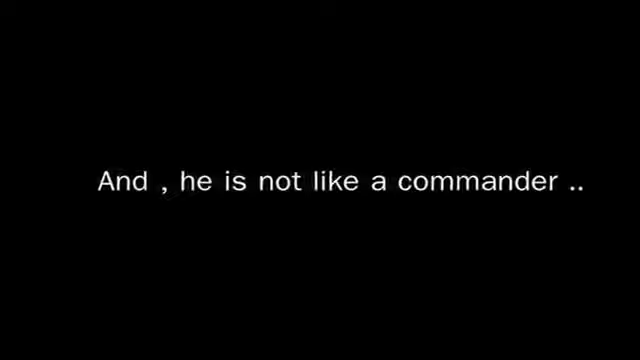 And , he is not like a commander ..